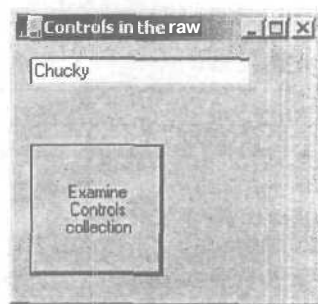 Controls in the raw
Chucky
Examine
Controls
collection